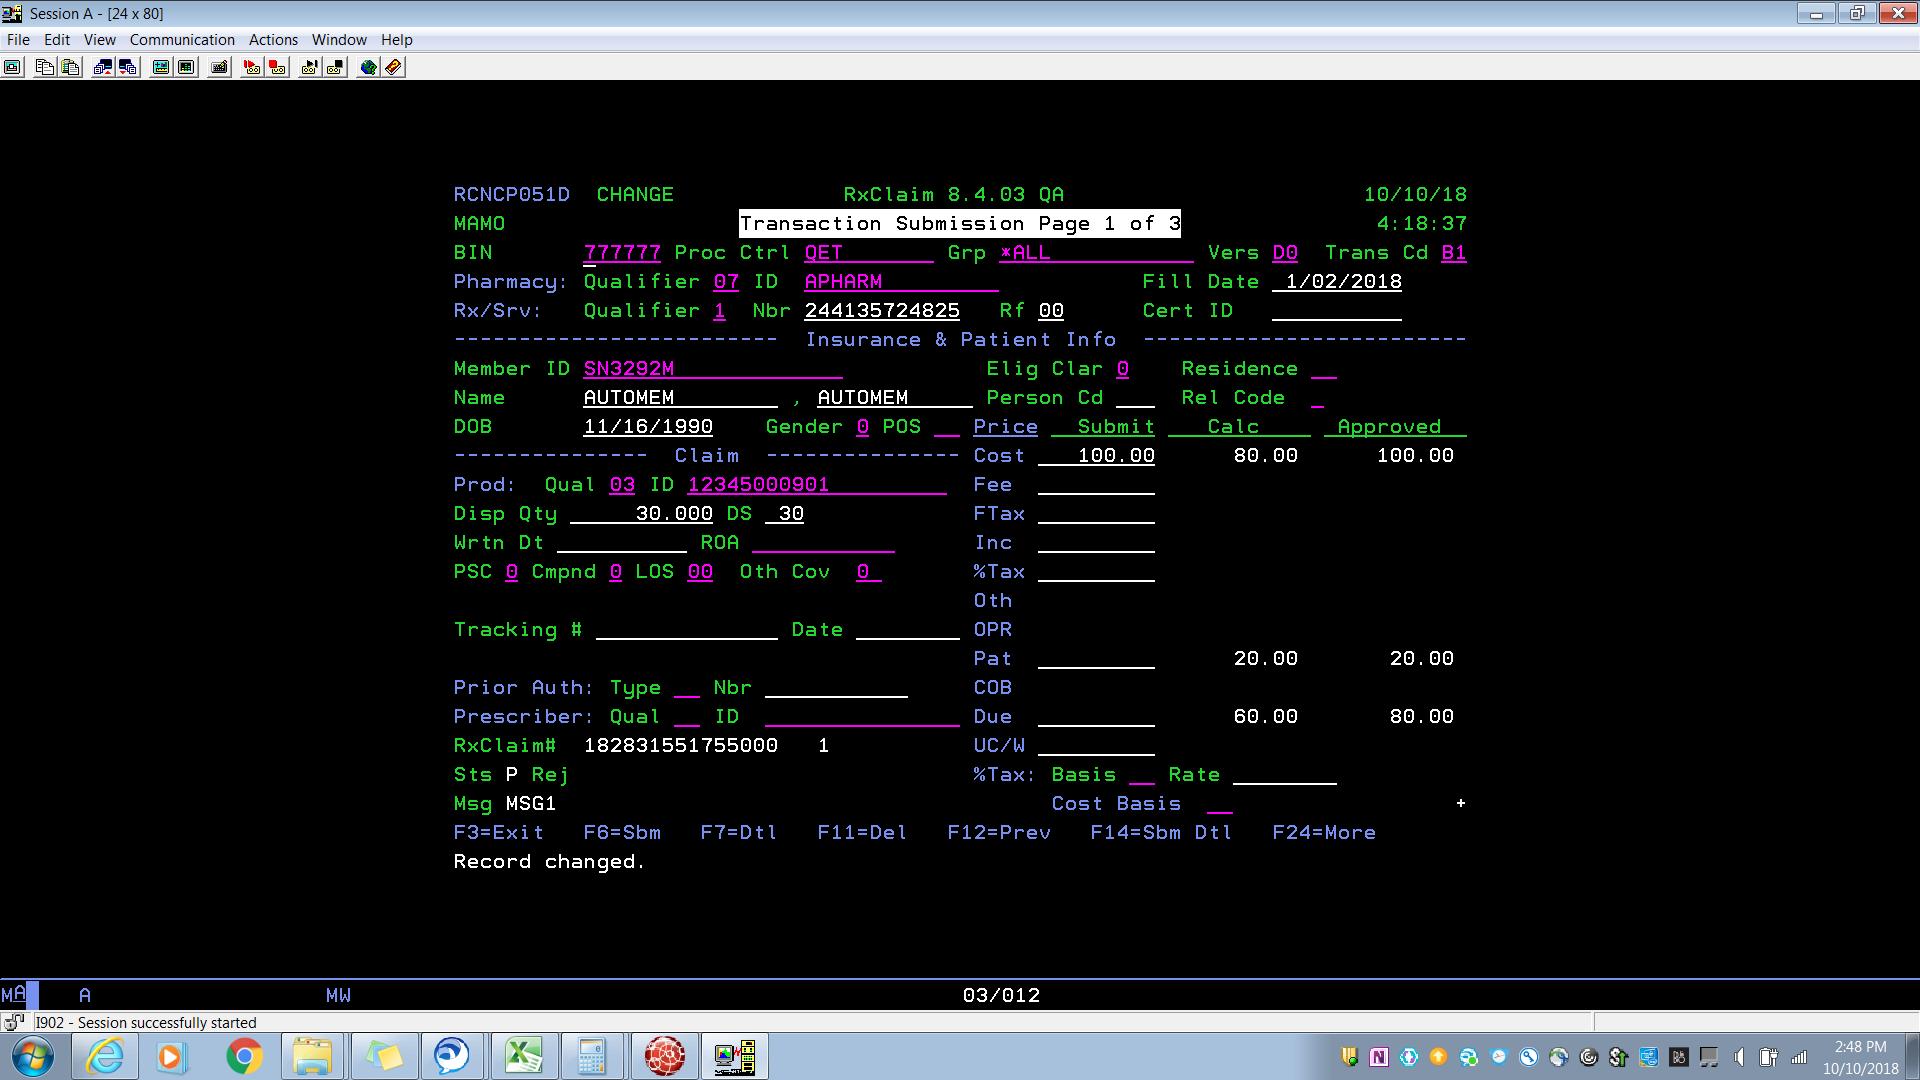 Session A - [24 x 80]
File Edit View Communication Actions Window Help
RCNCP051D CHANGE RxClaim 8.4.03 QA 10/10/18
MAMO Transaction Submission Page 1 of 3 4:18:37
BIN 777777 Proc Ctrl QET Grp *ALL Vers D0 Trans Cd B1
Pharmacy: Qualifier 07 ID APHARM Fill Date 1/02/2018
Rx/Srv: Qualifier 1 Nbr 244135724825 Rf 00 Cert ID
------------------------- Insurance & Patient Info -------------------------
Member ID SN3292M Elig Clar 0 Residence
Name AUTOMEM , AUTOMEM Person Cd Rel Code
DOB 11/16/1990 Gender 0 POS Price Submit Calc Approved
--------------- Claim --------------- Cost 100.00 80.00 100.00
Prod: Qual 03 ID 12345000901 Fee
Disp Qty 30.000 DS 30 FTax
Wrtn Dt ROA Inc
PSC 0 Cmpnd 0 LOS 00 Oth Cov 0 %Tax
Oth
Tracking # Date OPR
Pat 20.00 20.00
Prior Auth: Type Nbr COB
Prescriber: Qual ID Due 60.00 80.00
RxClaim# 182831551755000 1 UC/W
Sts P Rej %Tax: Basis Rate
Msg MSG1 Cost Basis +
F3=Exit F6=Sbm F7=Dtl F11=Del F12=Prev F14=Sbm Dtl F24=More
Record changed.
MA A MW 03/012
I902 - Session successfully started
2:48 PM
10/10/2018